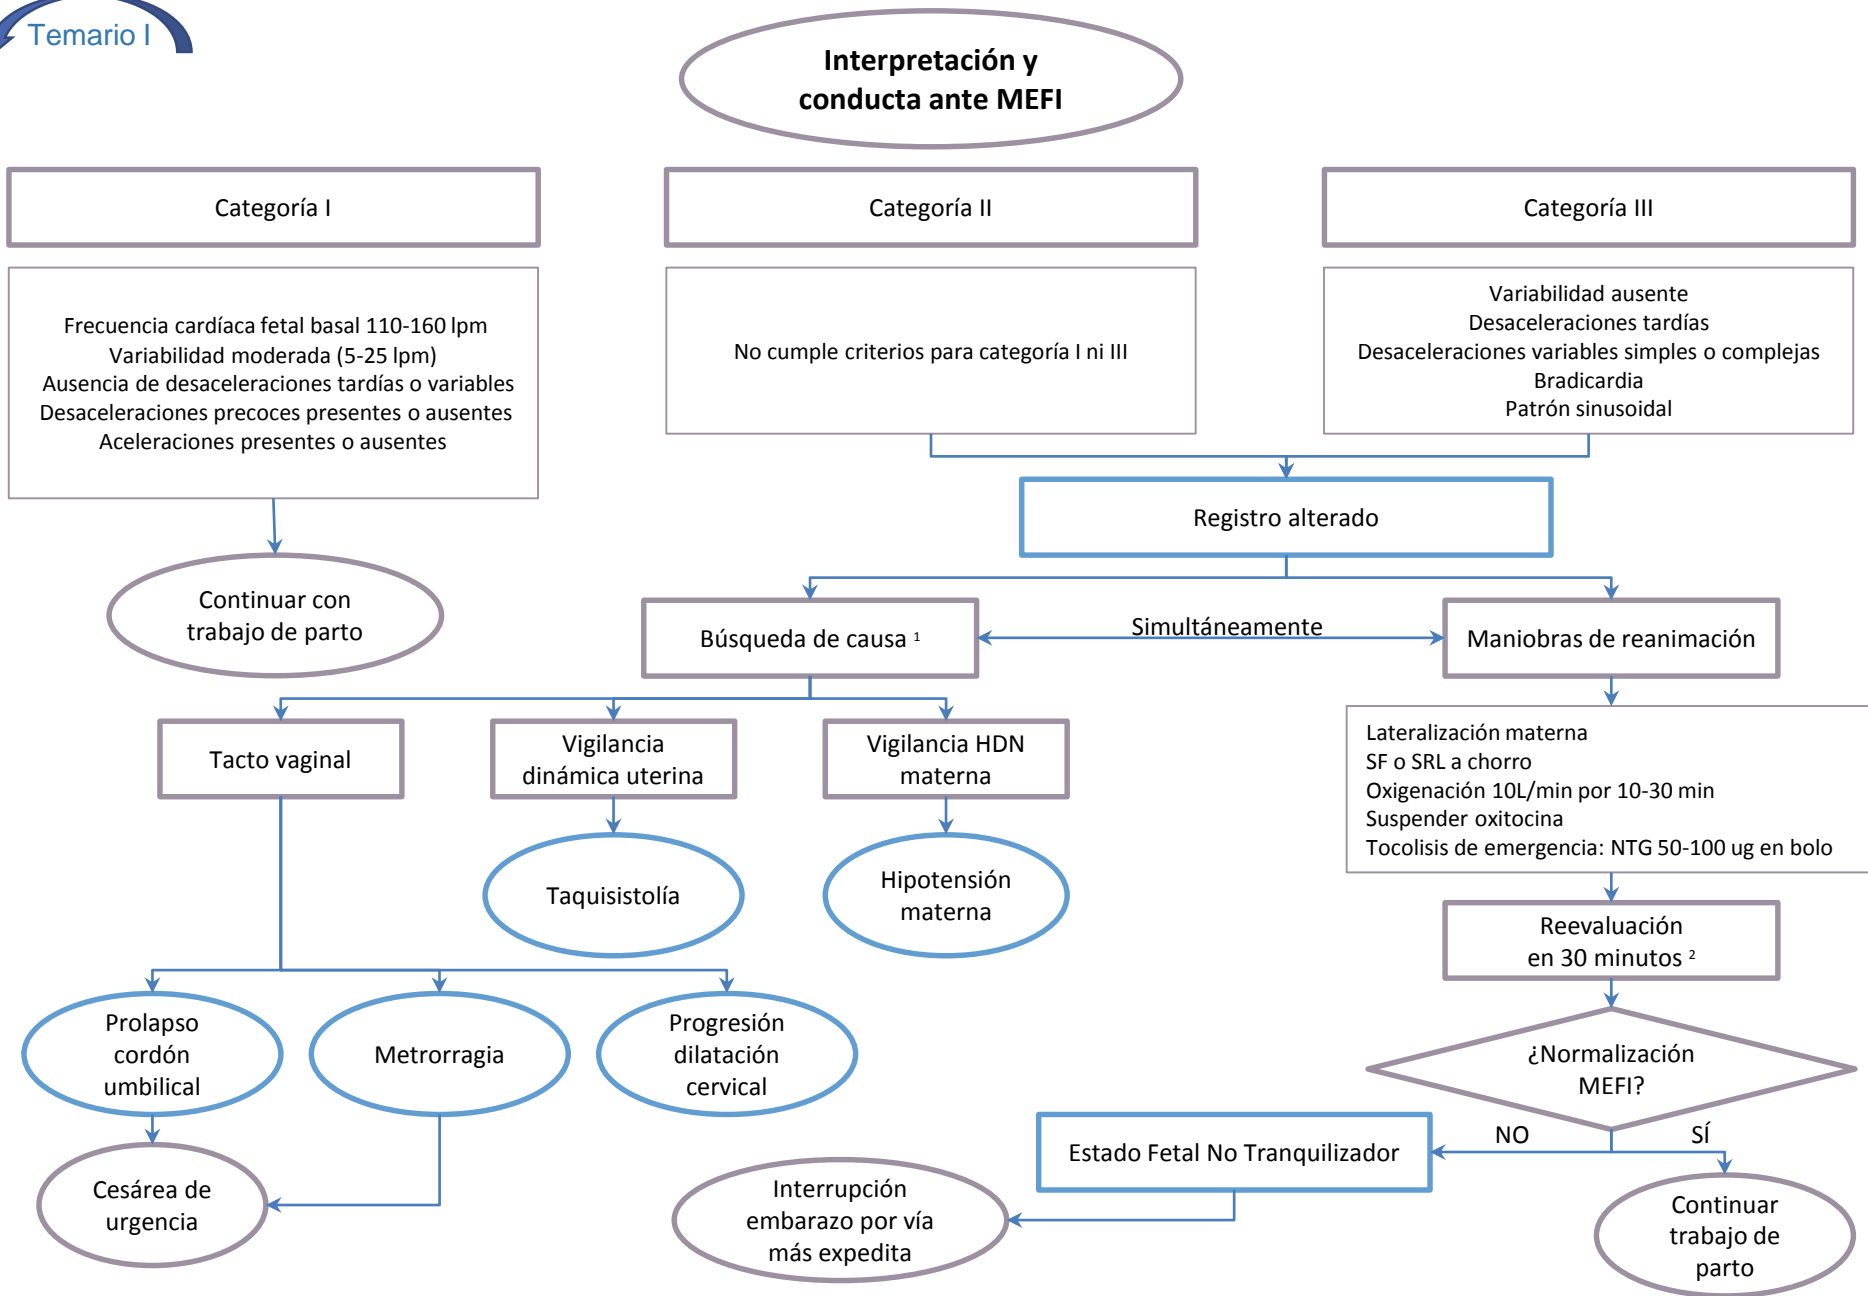 Temario I
Interpretación y
conducta ante MEFI
Categoría I
Categoría II
Categoría III
Frecuencia cardíaca fetal basal 110-160 lpm
Variabilidad moderada (5-25 lpm)
Ausencia de desaceleraciones tardías o variables
Desaceleraciones precoces presentes o ausentes
Aceleraciones presentes o ausentes
No cumple criterios para categoría I ni III
Variabilidad ausente
Desaceleraciones tardías
Desaceleraciones variables simples o complejas
Bradicardia
Patrón sinusoidal
Registro alterado
Continuar con
trabajo de parto
Búsqueda de causa 1
Simultáneamente
Maniobras de reanimación
Tacto vaginal
Vigilancia
dinámica uterina
Vigilancia HDN
materna
Lateralización materna
SF o SRL a chorro
Oxigenación 10L/min por 10-30 min
Suspender oxitocina
Tocolisis de emergencia: NTG 50-100 ug en bolo
Taquisistolía
Hipotensión
materna
Reevaluación
en 30 minutos 2
Prolapso
cordón
umbilical
Metrorragia
Progresión
dilatación
cervical
¿Normalización
MEFI?
NO
SÍ
Estado Fetal No Tranquilizador
Cesárea de
urgencia
Interrupción
embarazo por vía
más expedita
Continuar
trabajo de
parto